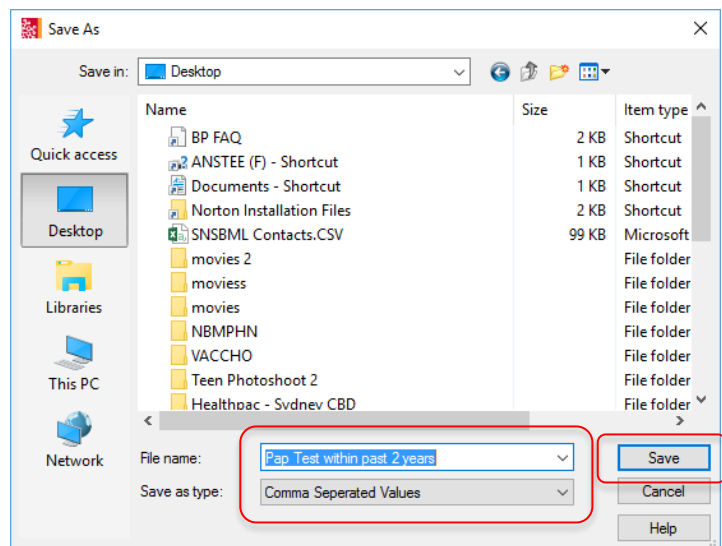 Save As
Save in: Desktop
Name Size Item type
Quick access
Desktop
Libraries
This PC
Network
BP FAQ 2 KB Shortcut
ANSTEE (F) - Shortcut 1 KB Shortcut
Documents - Shortcut 1 KB Shortcut
Norton Installation Files 2 KB Shortcut
SNSBML Contacts.CSV 99 KB Microsoft
movies 2 File folder
moviess File folder
movies File folder
NBMPHN File folder
VACCHO File folder
Teen Photoshoot 2 File folder
Healthpac - Sydney CBD File folder
File name: Pap Test within past 2 years Save
Save as type: Comma Seperated Values Cancel
Help